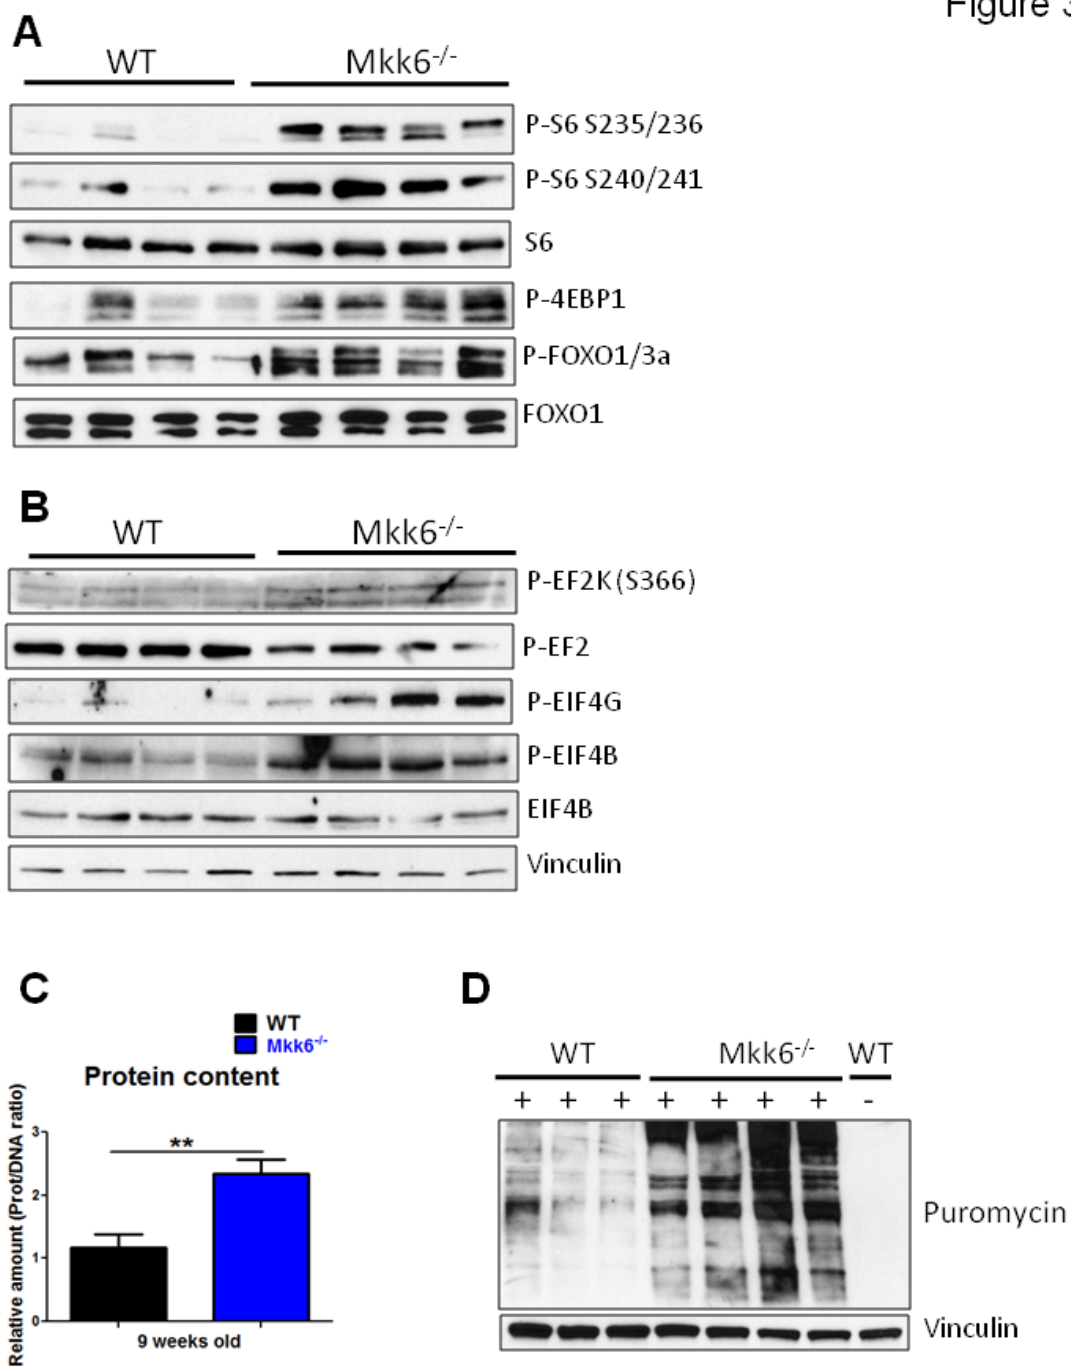 Figure 3
A
WT Mkk6-/-
P-S6 S235/236
P-S6 S240/241
S6
P-4EBP1
P-FOXO1/3a
FOXO1
B
WT Mkk6-/-
P-EF2K (S366)
P-EF2
P-EIF4G
P-EIF4B
EIF4B
Vinculin
C
WT
Mkk6-/-
Protein content
Relative amount (Prot/DNA ratio)
3
**
2
1
0
9 weeks old
D
WT Mkk6-/- WT
+ + + + + + + -
Puromycin
Vinculin